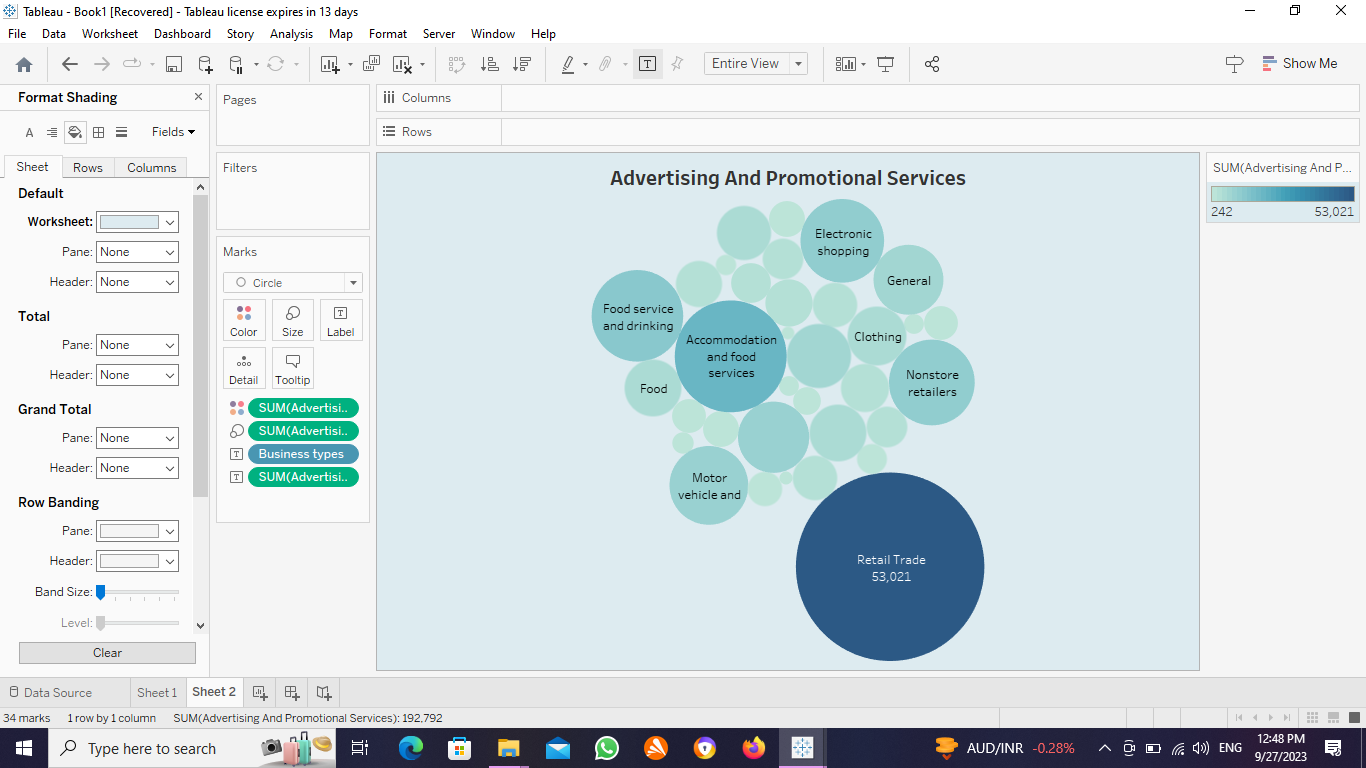 Tableau - Book1 [Recovered] - Tableau license expires in 13 days
File Data Worksheet Dashboard Story Analysis Map Format Server Window Help
Entire View
Show Me
Format Shading
Fields
Sheet Rows Columns
Default
Worksheet:
Pane: None
Header: None
Total
Pane: None
Header: None
Grand Total
Pane: None
Header: None
Row Banding
Pane:
Header:
Band Size:
Level:
Clear
Pages
Filters
Marks
Circle
Color Size Label
Detail Tooltip
SUM(Advertisi..
SUM(Advertisi..
Business types
SUM(Advertisi..
Columns
Rows
Advertising And Promotional Services
Electronic
shopping
General
Food service
and drinking
Accommodation
and food
services
Clothing
Food
Nonstore
retailers
Motor
vehicle and
Retail Trade
53,021
SUM(Advertising And P...
242 53,021
Data Source Sheet 1 Sheet 2
34 marks 1 row by 1 column SUM(Advertising And Promotional Services): 192,792
Type here to search
AUD/INR -0.28%
ENG
12:48 PM
9/27/2023